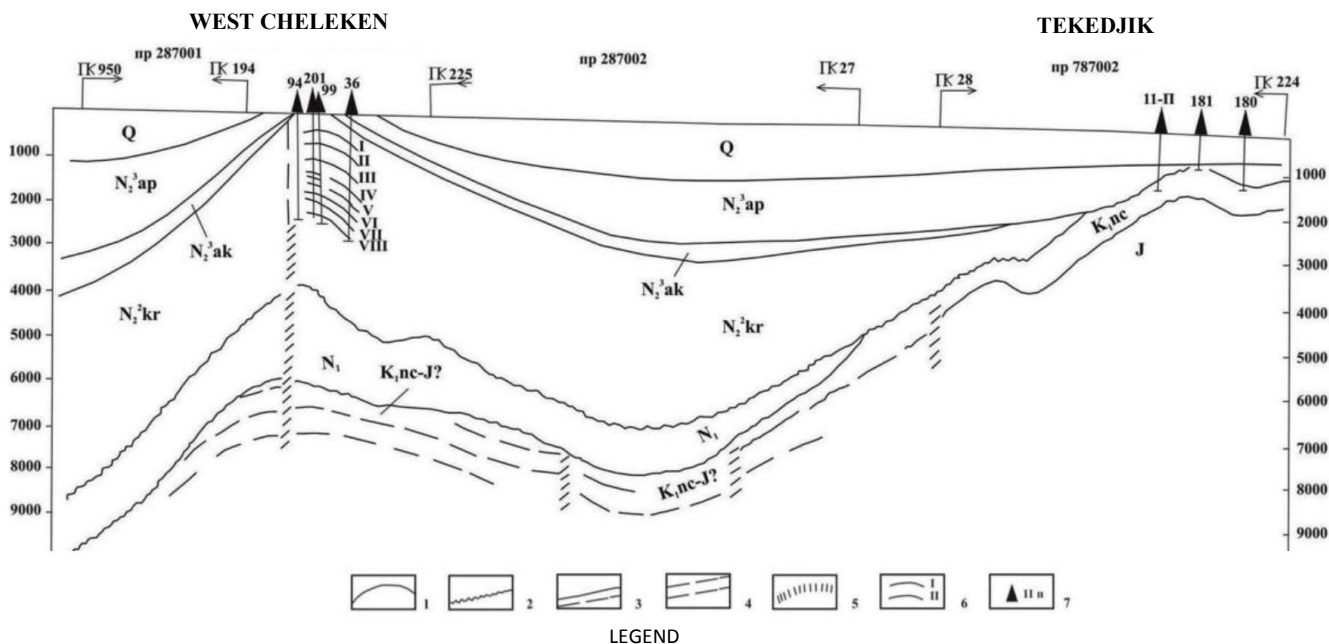 WEST CHELEKEN
TEKEDJIK
пр 287001
пр 287002
пр 787002
ПК 950
ПК 194
94 201 99 36
ПК 225
ПК 27
ПК 28
11-П 181 180
ПК 224
Q
Q
1000
2000
3000
4000
5000
6000
7000
8000
9000
I
II
III
IV
V
VI
VII
VIII
N₂³ap
N₂³ak
N₂²kr
N₁
K₁nc-J?
N₂³ap
N₂³ak
N₂²kr
N₁
K₁nc-J?
K₁nc
J
1000
2000
3000
4000
5000
6000
7000
8000
9000
1 2 3 4 5 I II 6 11 п 7
LEGEND